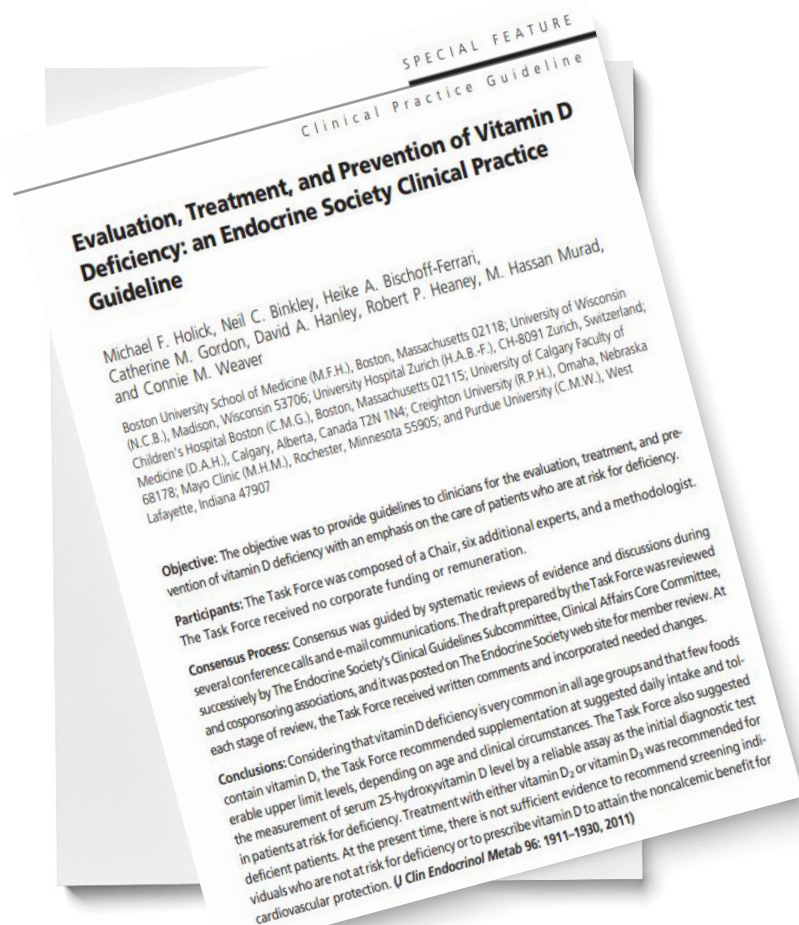 SPECIAL FEATURE
Clinical Practice Guideline
Evaluation, Treatment, and Prevention of Vitamin D
Deficiency: an Endocrine Society Clinical Practice
Guideline
Michael F. Holick, Neil C. Binkley, Heike A. Bischoff-Ferrari,
Catherine M. Gordon, David A. Hanley, Robert P. Heaney, M. Hassan Murad,
and Connie M. Weaver
Boston University School of Medicine (M.F.H.), Boston, Massachusetts 02118; University of Wisconsin
(N.C.B.), Madison, Wisconsin 53706; University Hospital Zurich (H.A.B.-F.), CH-8091 Zurich, Switzerland;
Children's Hospital Boston (C.M.G.), Boston, Massachusetts 02115; University of Calgary Faculty of
Medicine (D.A.H.), Calgary, Alberta, Canada T2N 1N4; Creighton University (R.P.H.), Omaha, Nebraska
68178; Mayo Clinic (M.H.M.), Rochester, Minnesota 55905; and Purdue University (C.M.W.), West
Lafayette, Indiana 47907
Objective: The objective was to provide guidelines to clinicians for the evaluation, treatment, and pre-
vention of vitamin D deficiency with an emphasis on the care of patients who are at risk for deficiency.
Participants: The Task Force was composed of a Chair, six additional experts, and a methodologist.
The Task Force received no corporate funding or remuneration.
Consensus Process: Consensus was guided by systematic reviews of evidence and discussions during
several conference calls and e-mail communications. The draft prepared by the Task Force was reviewed
successively by The Endocrine Society's Clinical Guidelines Subcommittee, Clinical Affairs Core Committee,
and cosponsoring associations, and it was posted on The Endocrine Society web site for member review. At
each stage of review, the Task Force received written comments and incorporated needed changes.
Conclusions: Considering that vitamin D deficiency is very common in all age groups and that few foods
contain vitamin D, the Task Force recommended supplementation at suggested daily intake and tol-
erable upper limit levels, depending on age and clinical circumstances. The Task Force also suggested
the measurement of serum 25-hydroxyvitamin D level by a reliable assay as the initial diagnostic test
in patients at risk for deficiency. Treatment with either vitamin D₂ or vitamin D₃ was recommended for
deficient patients. At the present time, there is not sufficient evidence to recommend screening indi-
viduals who are not at risk for deficiency or to prescribe vitamin D to attain the noncalcemic benefit for
cardiovascular protection. (J Clin Endocrinol Metab 96: 1911–1930, 2011)